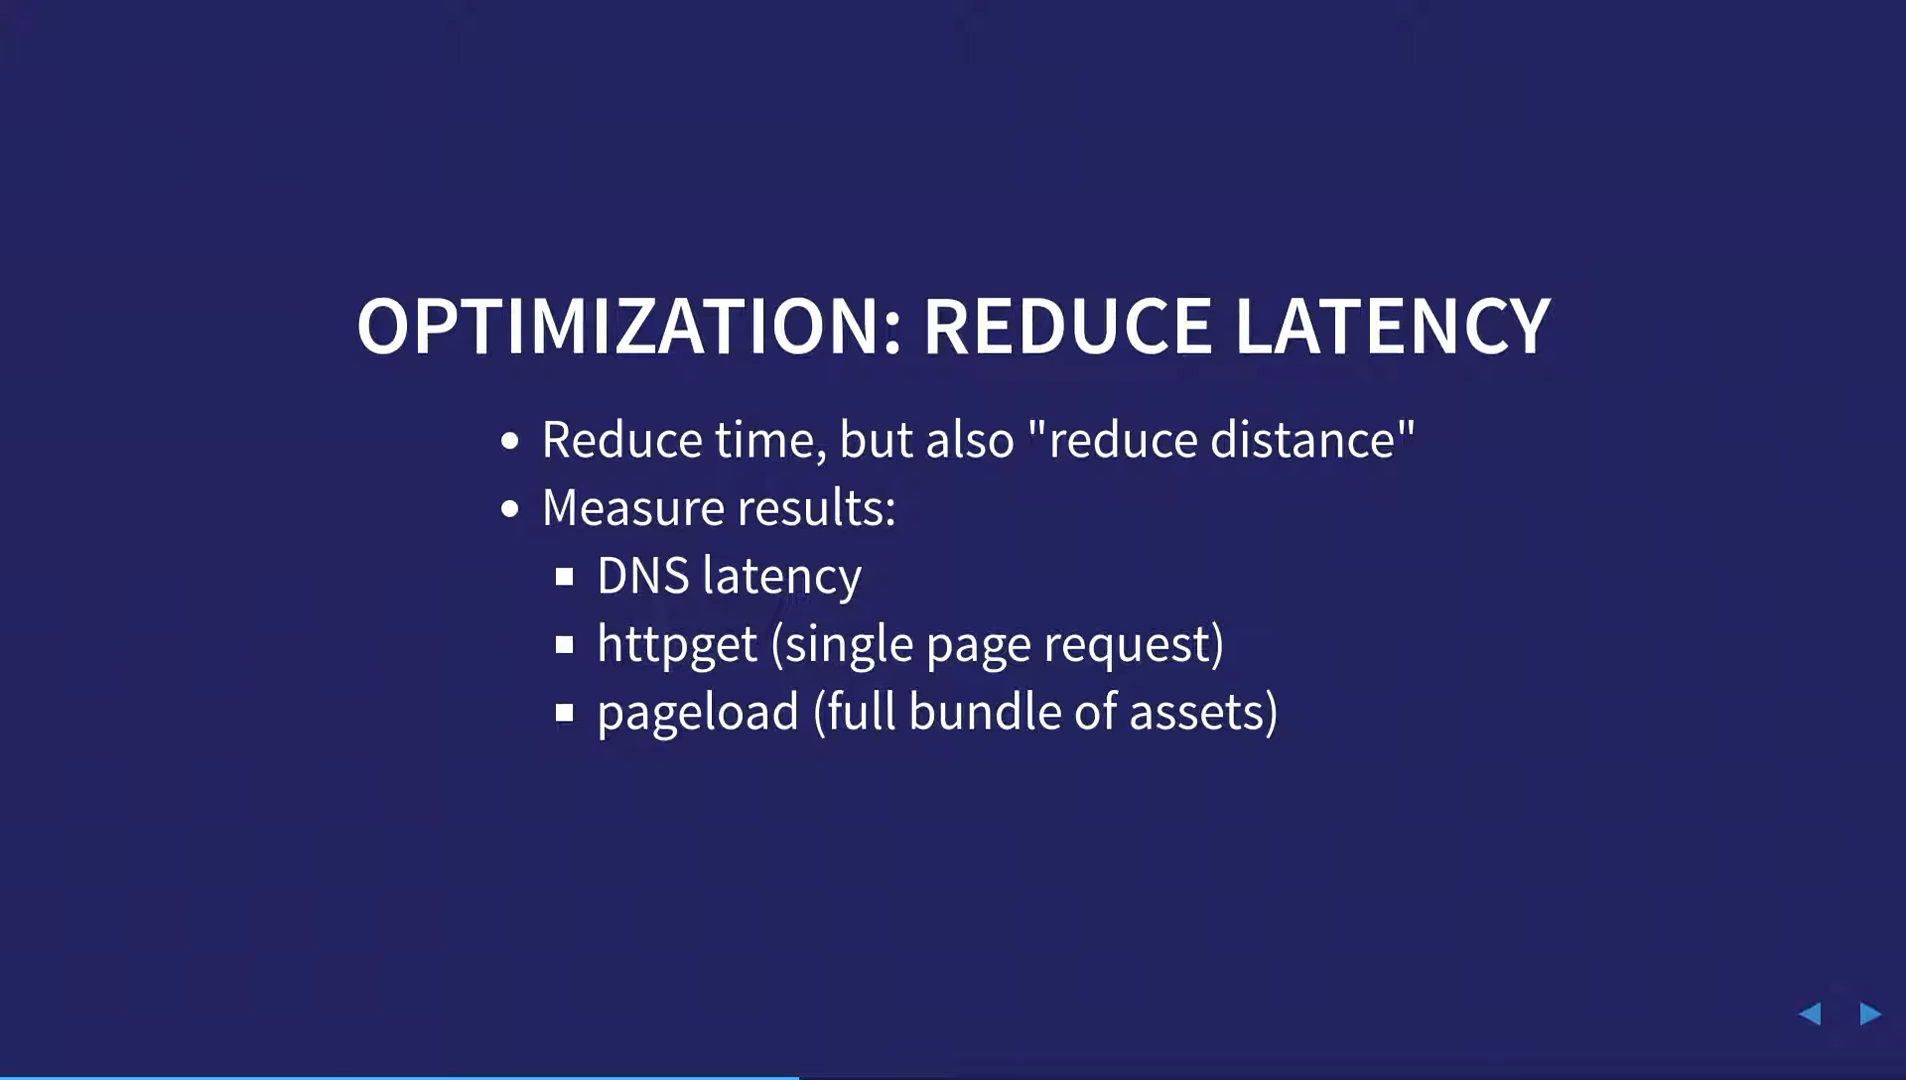 OPTIMIZATION: REDUCE LATENCY
Reduce time, but also "reduce distance"
Measure results:
DNS latency
httpget (single page request)
pageload (full bundle of assets)